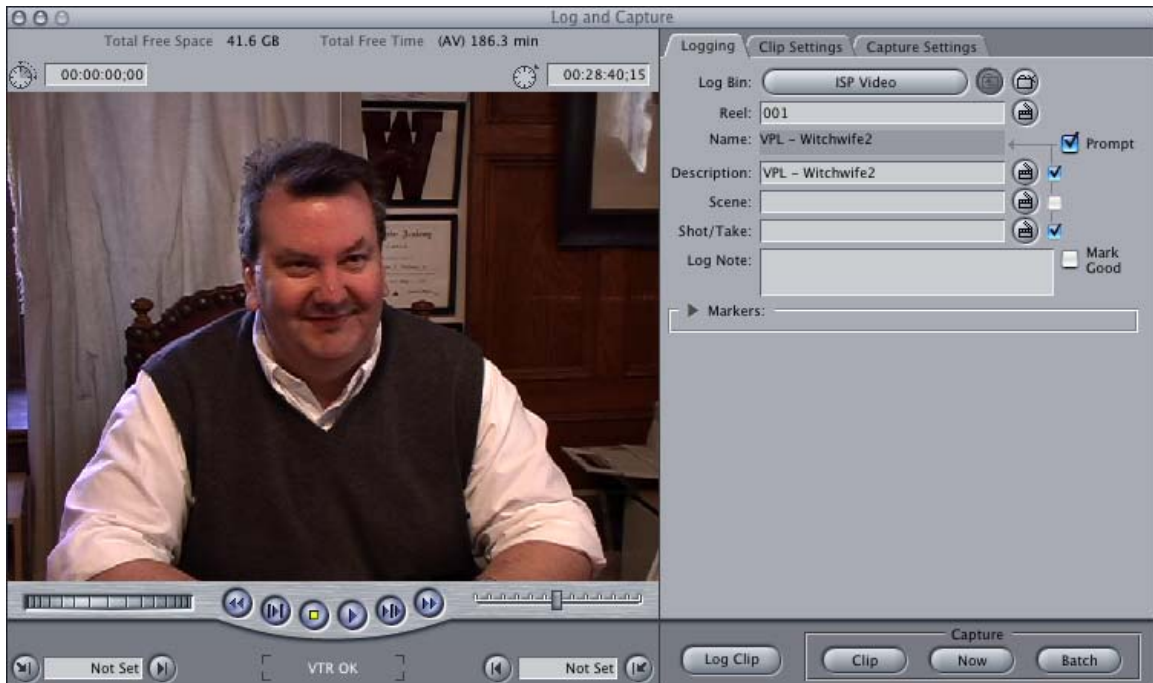 Log and Capture
Total Free Space 41.6 GB Total Free Time (AV) 186.3 min
00:00:00;00 00:28:40;15
W
VTR OK
Not Set Not Set
Logging Clip Settings Capture Settings
Log Bin: ISP Video
Reel: 001
Name: VPL – Witchwife2
Prompt
Description: VPL – Witchwife2
Scene:
Shot/Take:
Log Note:
Mark Good
Markers:
Log Clip
Capture
Clip Now Batch